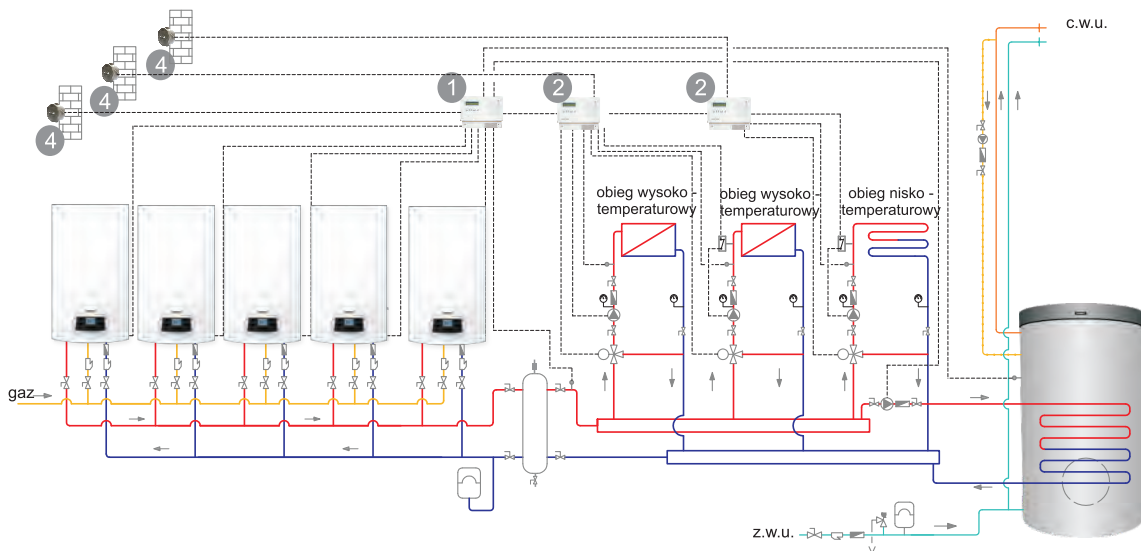 c.w.u.
4
4
4
1
2
2
obieg wysoko -
temperaturowy
obieg wysoko -
temperaturowy
obieg nisko -
temperaturowy
gaz
z.w.u.